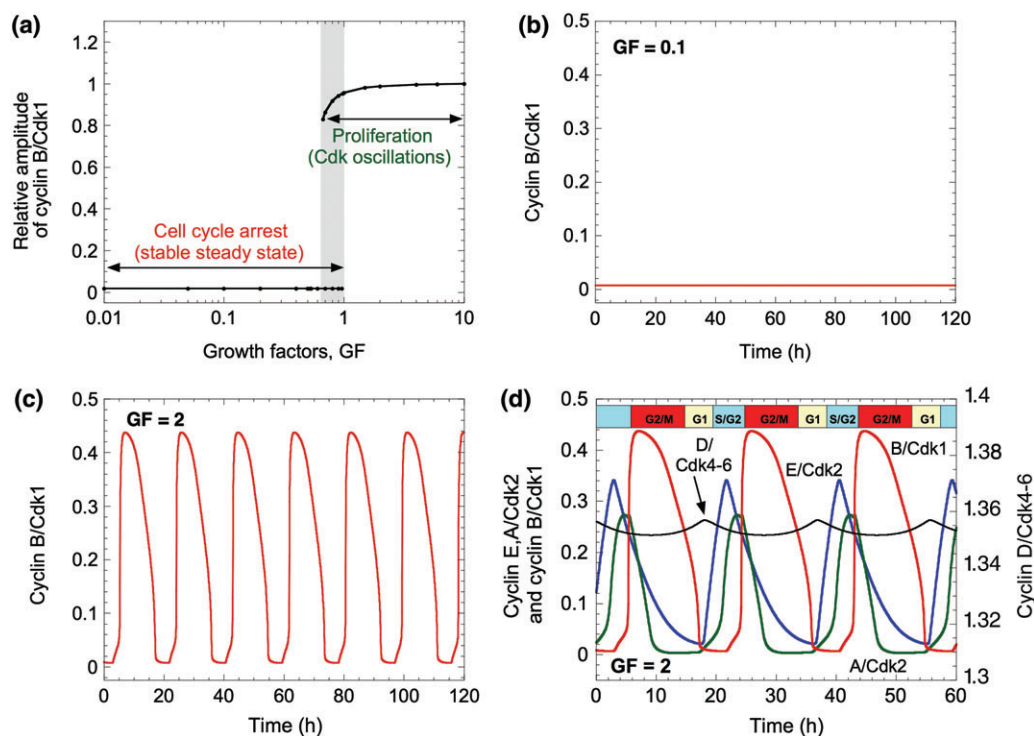 (a)
Relative amplitude
of cyclin B/Cdk1
1.2
1
0.8
0.6
0.4
0.2
0
Proliferation
(Cdk oscillations)
Cell cycle arrest
(stable steady state)
0.01
0.1
1
10
Growth factors, GF
(b)
GF = 0.1
Cyclin B/Cdk1
0.5
0.4
0.3
0.2
0.1
0
0
20
40
60
80
100
120
Time (h)
(c)
GF = 2
Cyclin B/Cdk1
0.5
0.4
0.3
0.2
0.1
0
0
20
40
60
80
100
120
Time (h)
(d)
Cyclin E,A/Cdk2
and cyclin B/Cdk1
0.5
0.4
0.3
0.2
0.1
0
G2/M
G1
S/G2
G2/M
G1
S/G2
G2/M
G1
D/
Cdk4-6
E/Cdk2
B/Cdk1
A/Cdk2
GF = 2
1.4
1.38
1.36
1.34
1.32
1.3
Cyclin D/Cdk4-6
0
10
20
30
40
50
60
Time (h)